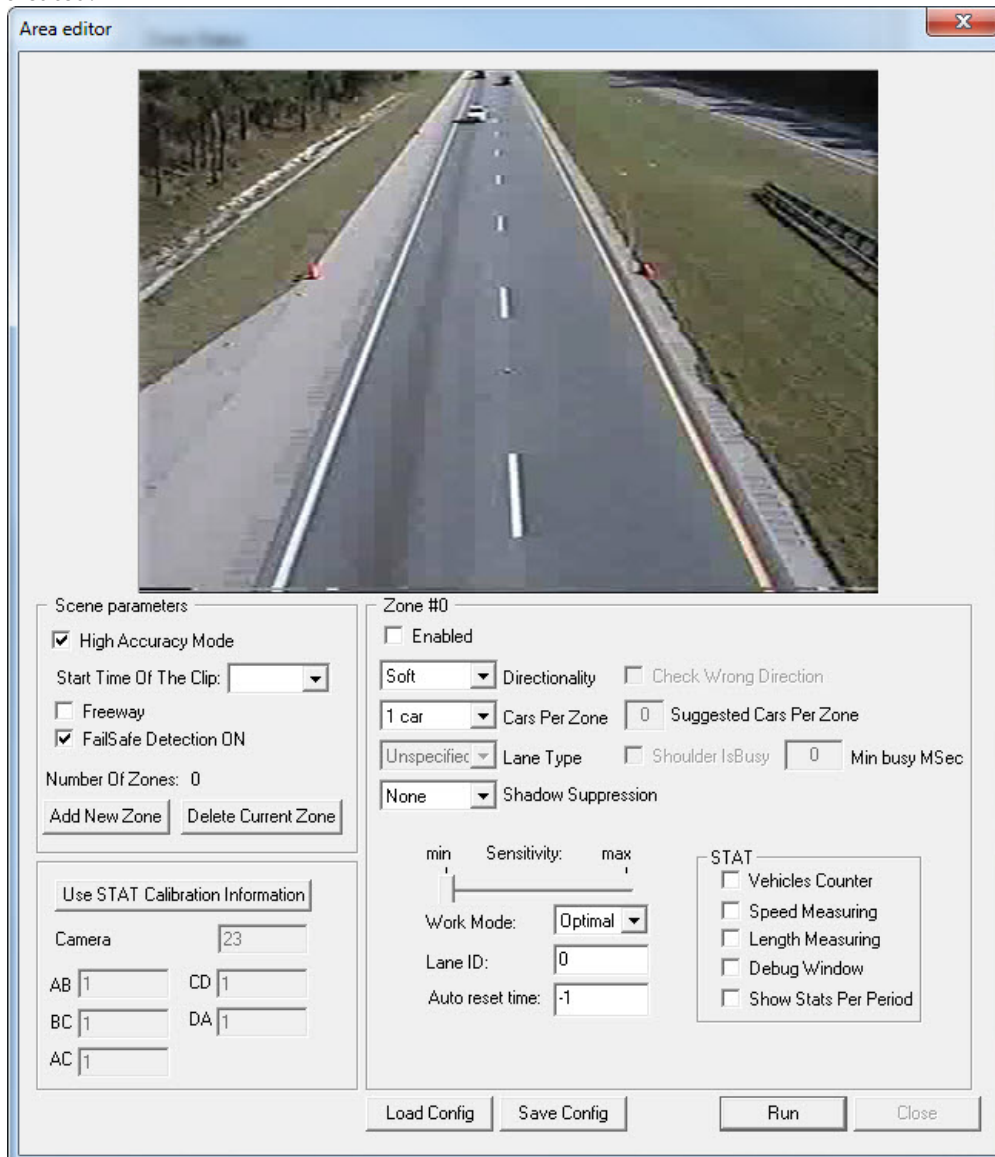 Area editor
Scene parameters
High Accuracy Mode
Start Time Of The Clip:
Freeway
FailSafe Detection ON
Number Of Zones: 0
Add New Zone Delete Current Zone
Use STAT Calibration Information
Camera 23
AB 1 CD 1
BC 1 DA 1
AC 1
Zone #0
Enabled
Soft Directionality Check Wrong Direction
1 car Cars Per Zone 0 Suggested Cars Per Zone
Unspecified Lane Type Shoulder IsBusy 0 Min busy MSec
None Shadow Suppression
min Sensitivity: max
Work Mode: Optimal
Lane ID: 0
Auto reset time: -1
STAT
Vehicles Counter
Speed Measuring
Length Measuring
Debug Window
Show Stats Per Period
Load Config Save Config Run Close